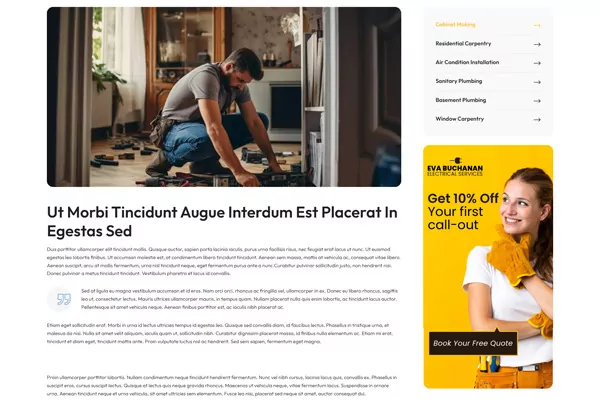 Cabinet Making
Residential Carpentry
Air Condition Installation
Sanitary Plumbing
Basement Plumbing
Window Carpentry
EVA BUCHANAN
ELECTRICAL SERVICES
Get 10% Off
Your first
call-out
Book Your Free Quote
Ut Morbi Tincidunt Augue Interdum Est Placerat In
Egestas Sed
Duis porttitor ullamcorper elit tincidunt mollis. Quisque auctor, sapien porta lacinia iaculis, purus urna facilisis risus, nec feugiat erat lacus ut nunc. Ut euismod
egestas leo lobortis finibus. Ut accumsan molestie est, at condimentum libero tincidunt tincidunt. Aenean sem massa, mattis at vehicula ac, consequat vitae libero.
Aenean suscipit, arcu at mollis fermentum, urna nisl tincidunt neque, eget fermentum purus ante a nunc. Curabitur pulvinar sollicitudin justo, non hendrerit nisi.
Donec pulvinar a metus tincidunt tincidunt. Vestibulum pharetra et lacus id convallis.
Sed at ligula eu magna vestibulum accumsan et id eros. Nam orci orci, rhoncus ac fringilla vel, ullamcorper in ex. Donec eu libero rhoncus, sagittis
leo ut, consectetur lectus. Mauris ultrices ullamcorper mauris, in tempus quam. Nullam placerat nulla quis enim lobortis, ac tincidunt lacus auctor.
Pellentesque sit amet vehicula neque. Aenean finibus porttitor est, ac iaculis nibh placerat ac.
Etiam eget sollicitudin erat. Morbi in urna id lectus ultricies tempus id egestas leo. Quisque sed convallis diam, id faucibus lectus. Phasellus in tristique urna, et
malesuada nisi. Nulla sit amet velit aliquam, iaculis quam ut, sollicitudin nibh. Curabitur dignissim placerat massa, id finibus nulla elementum ac. Etiam mi erat,
tincidunt et diam eget, tincidunt mattis ante. Proin vulputate luctus nisl ac hendrerit. Sed sem sapien, fermentum eget magna.
Proin ullamcorper porta lobortis. Nullam condimentum neque tincidunt hendrerit fermentum. Nunc vel nibh cursus, lacinia lacus quis, convallis ex. Phasellus in
suscipit eros, cursus suscipit lectus. Quisque at lectus quis neque gravida rhoncus. Maecenas ut vehicula neque, vitae fermentum lacus. Suspendisse in ornare
urna. Aenean tincidunt neque et urna vehicula, sit amet ultricies sem elementum. Fusce leo nisi, placerat sed neque sit amet, auctor consequat dui.